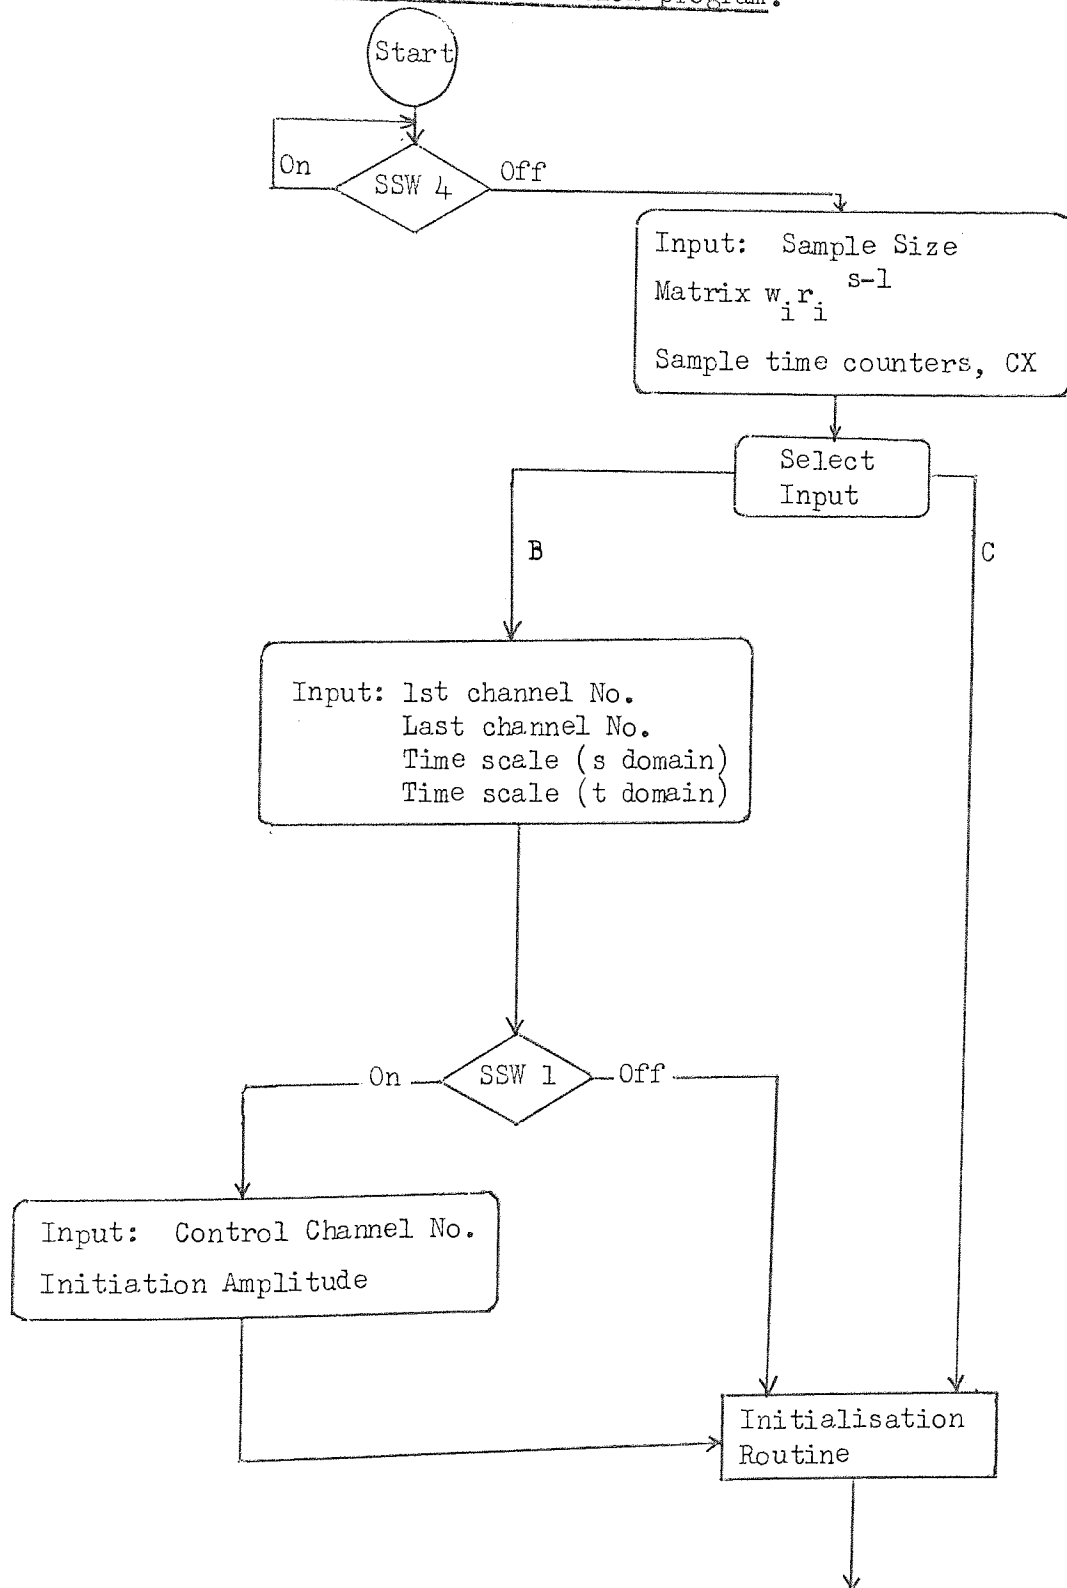 program.
Start
On
SSW 4
Off
Input: Sample Size
Matrix wᵢrᵢ s-1
Sample time counters, CX
Select
Input
B
C
Input: 1st channel No.
Last channel No.
Time scale (s domain)
Time scale (t domain)
On
SSW 1
Off
Input: Control Channel No.
Initiation Amplitude
Initialisation
Routine